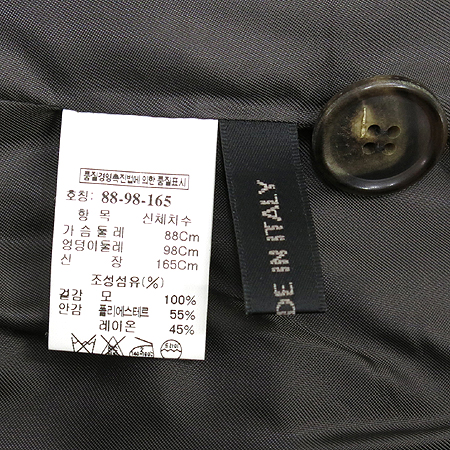 품질경영촉진법에 의한 품질표시
호칭: 88-98-165
항 목 신체치수
가슴둘레 88Cm
엉덩이둘레 98Cm
신 장 165Cm
조성섬유(%)
겉감 모 100%
안감 폴리에스테르 55%
레이온 45%
DE IN ITALY